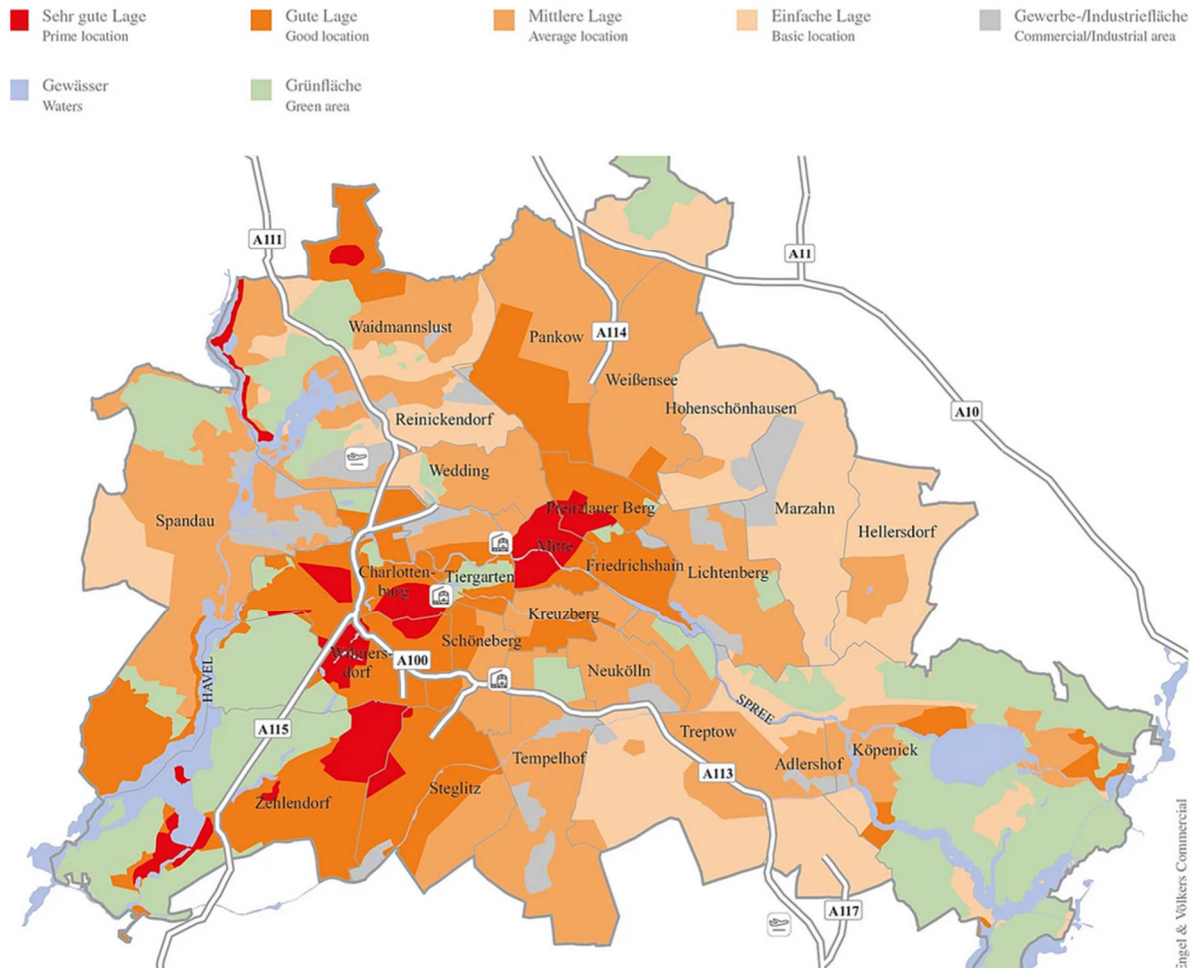 Sehr gute Lage
Prime location
Gute Lage
Good location
Mittlere Lage
Average location
Einfache Lage
Basic location
Gewerbe-/Industriefläche
Commercial/Industrial area
Gewässer
Waters
Grünfläche
Green area
A111
A11
Waidmannslust
Pankow
A114
Weißensee
Hohenschönhausen
A10
Reinickendorf
Wedding
Spandau
Prenzlauer Berg
Marzahn
Hellersdorf
Mitte
Charlotten-
burg
Tiergarten
Friedrichshain
Lichtenberg
Kreuzberg
Schöneberg
Wilmers-
dorf
A100
Neukölln
HAVEL
SPREE
A115
Treptow
Tempelhof
Adlershof
Köpenick
A113
Steglitz
Zehlendorf
A117
Engel & Völkers Commercial